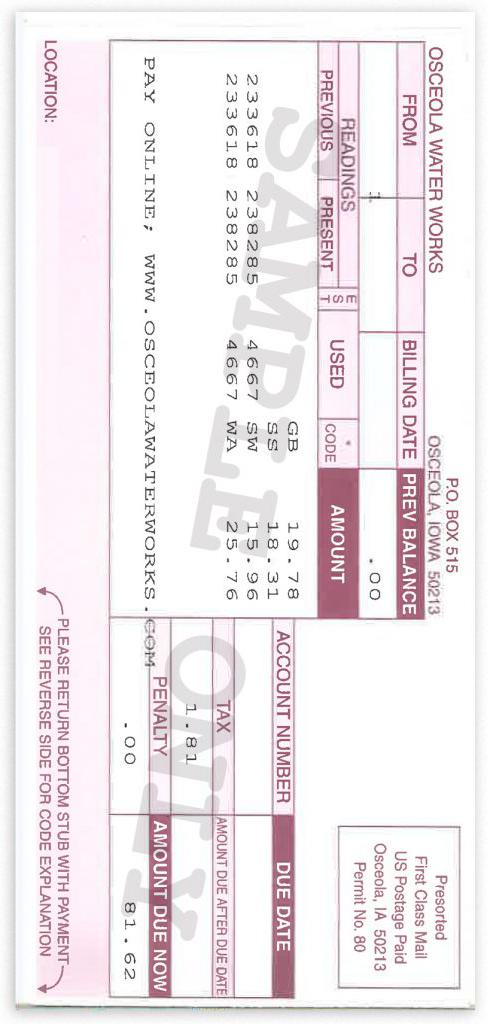 OSCEOLA WATER WORKS
P.O. BOX 515
OSCEOLA, IOWA 50213
FROM TO BILLING DATE PREV BALANCE
.00
READINGS
PREVIOUS PRESENT EST USED * CODE AMOUNT
GB 19.78
SS 18.31
233618 238285 4667 SW 15.96
233618 238285 4667 WA 25.76
PAY ONLINE; WWW.OSCEOLAWATERWORKS.COM
LOCATION:
Presorted
First Class Mail
US Postage Paid
Osceola, IA 50213
Permit No. 80
ACCOUNT NUMBER DUE DATE
TAX AMOUNT DUE AFTER DUE DATE
1.81
PENALTY AMOUNT DUE NOW
.00 81.62
PLEASE RETURN BOTTOM STUB WITH PAYMENT
SEE REVERSE SIDE FOR CODE EXPLANATION
SAMPLE ONLY